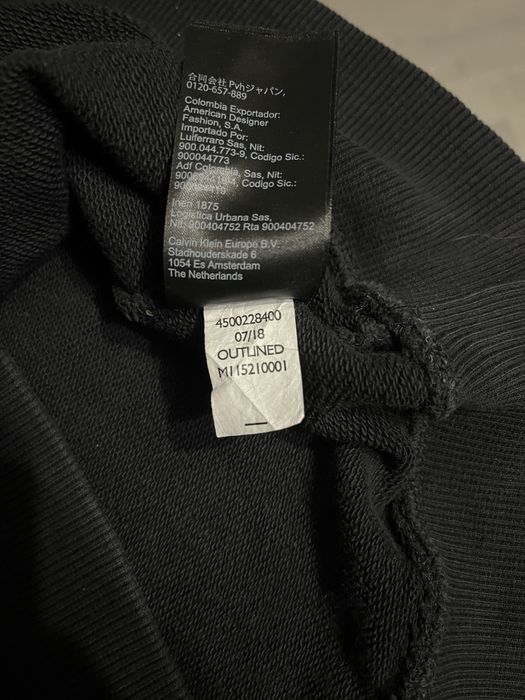 合同会社 Pvhジャパン,
0120-657-889
Colombia Exportador:
American Designer
Fashion, S.A.
Importado Por:
Luiferraro Sas, Nit:
900.044.773-9, Codigo Sic.:
900044773
Adf Colombia, Sas, Nit:
Codigo Sic.:
Inen 1875
Logistica Urbana Sas,
Nit: 900404752 Rta 900404752
Calvin Klein Europe B.V.
Stadhouderskade 6
1054 Es Amsterdam
The Netherlands
4500228400
07/18
OUTLINED
M115210001